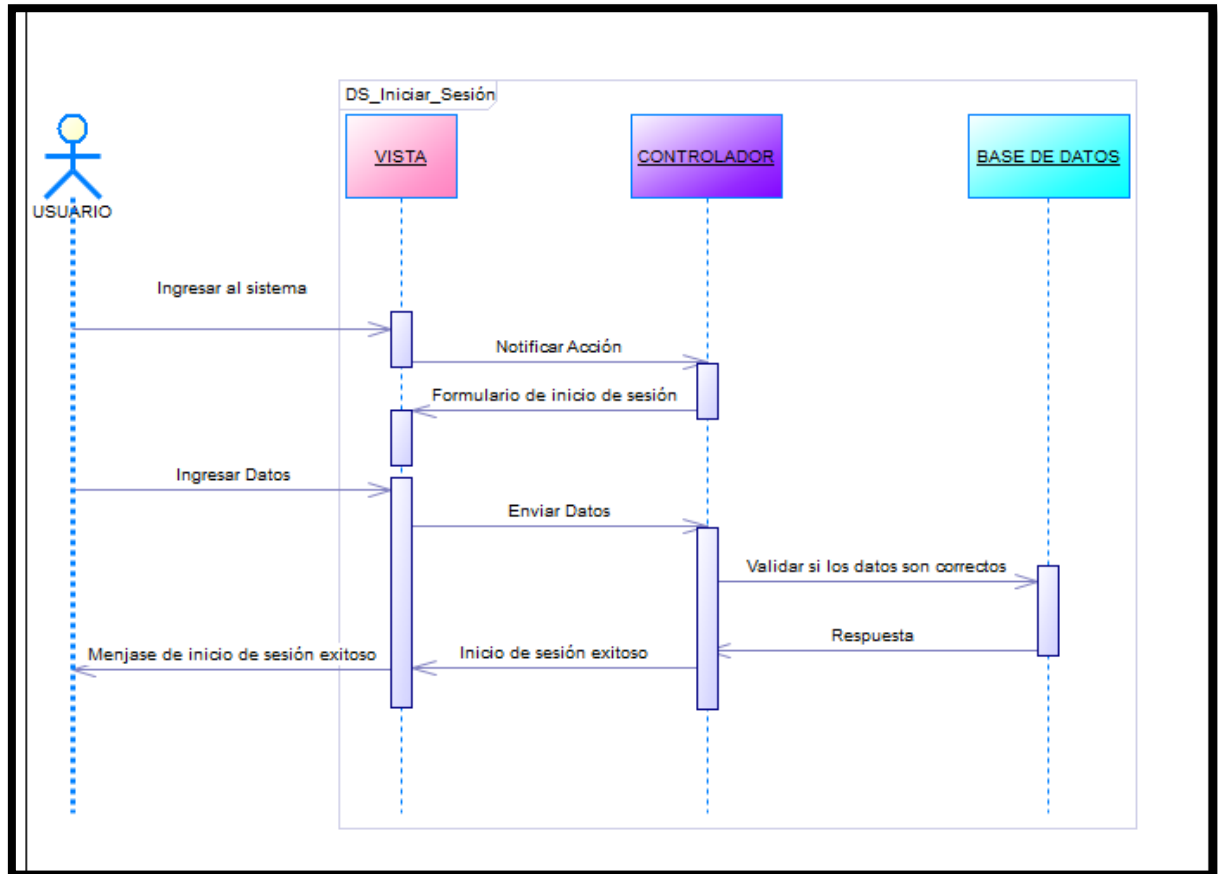 DS_Iniciar_Sesión
VISTA
CONTROLADOR
BASE DE DATOS
USUARIO
Ingresar al sistema
Notificar Acción
Formulario de inicio de sesión
Ingresar Datos
Enviar Datos
Validar si los datos son correctos
Respuesta
Inicio de sesión exitoso
Menjase de inicio de sesión exitoso